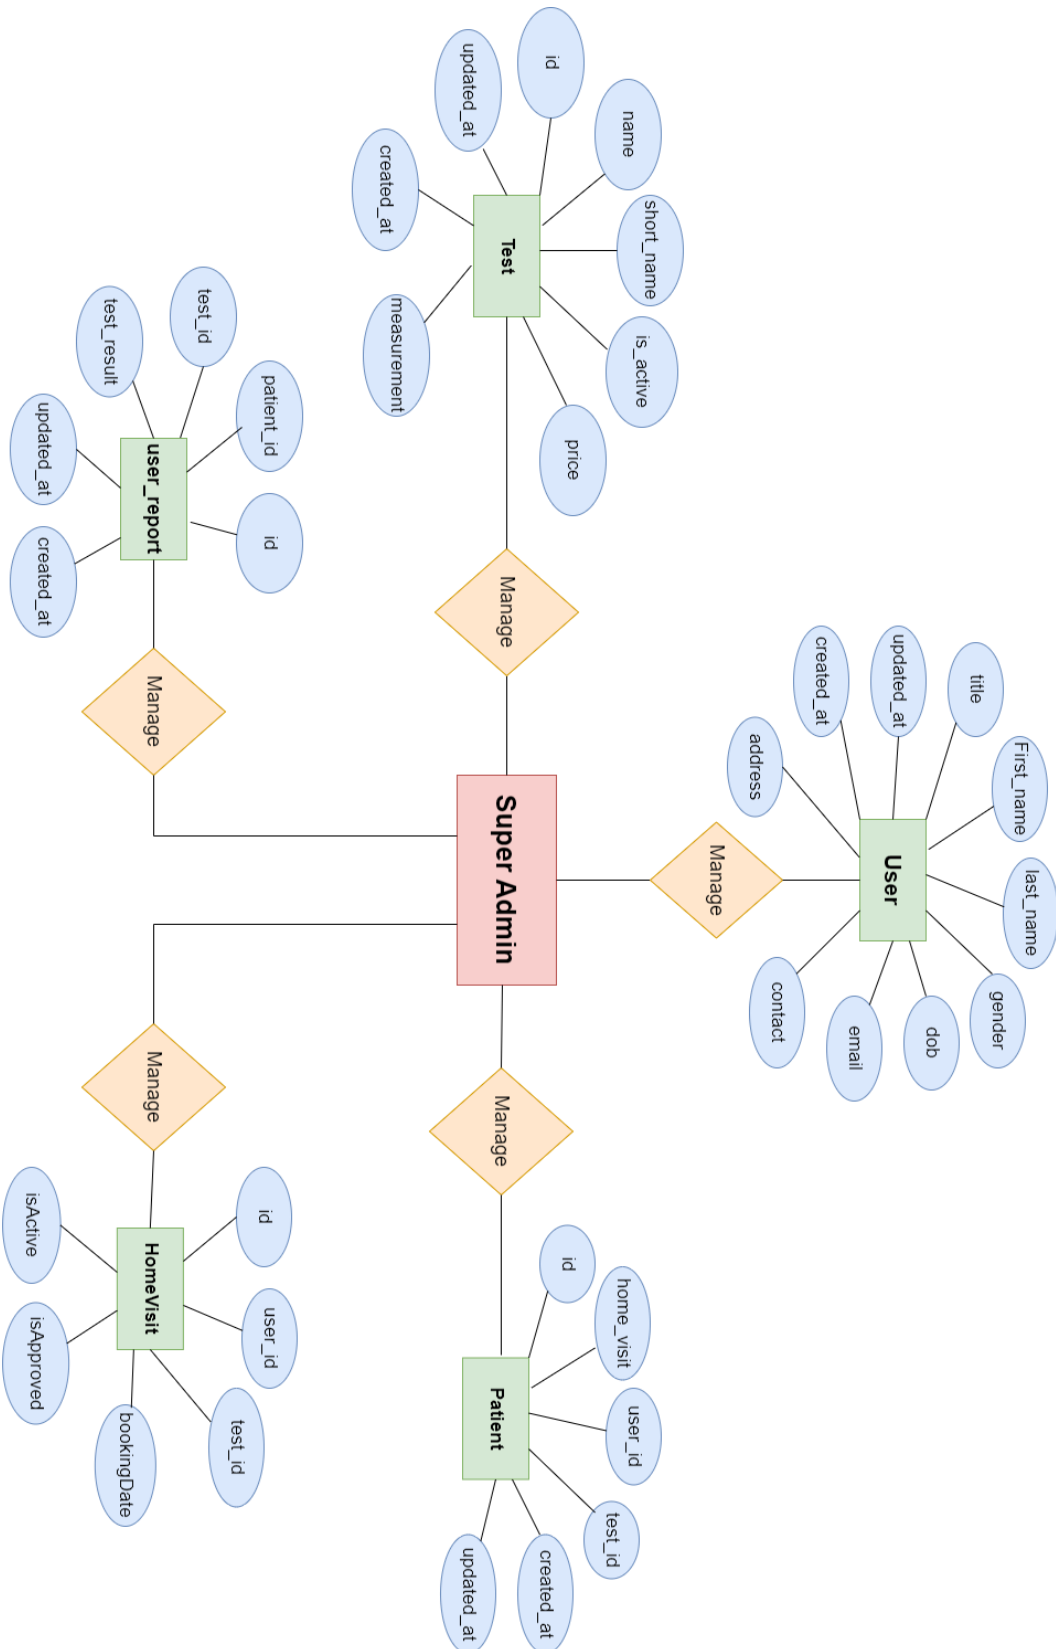 id
updated_at
name
created_at
short_name
Test
is_active
measurement
price
test_id
test_result
patient_id
updated_at
user_report
id
created_at
Manage
Manage
title
updated_at
created_at
First_name
address
last_name
User
Manage
Super Admin
gender
dob
email
contact
Manage
Manage
id
isActive
user_id
HomeVisit
isApproved
test_id
bookingDate
id
home_visit
user_id
Patient
test_id
created_at
updated_at